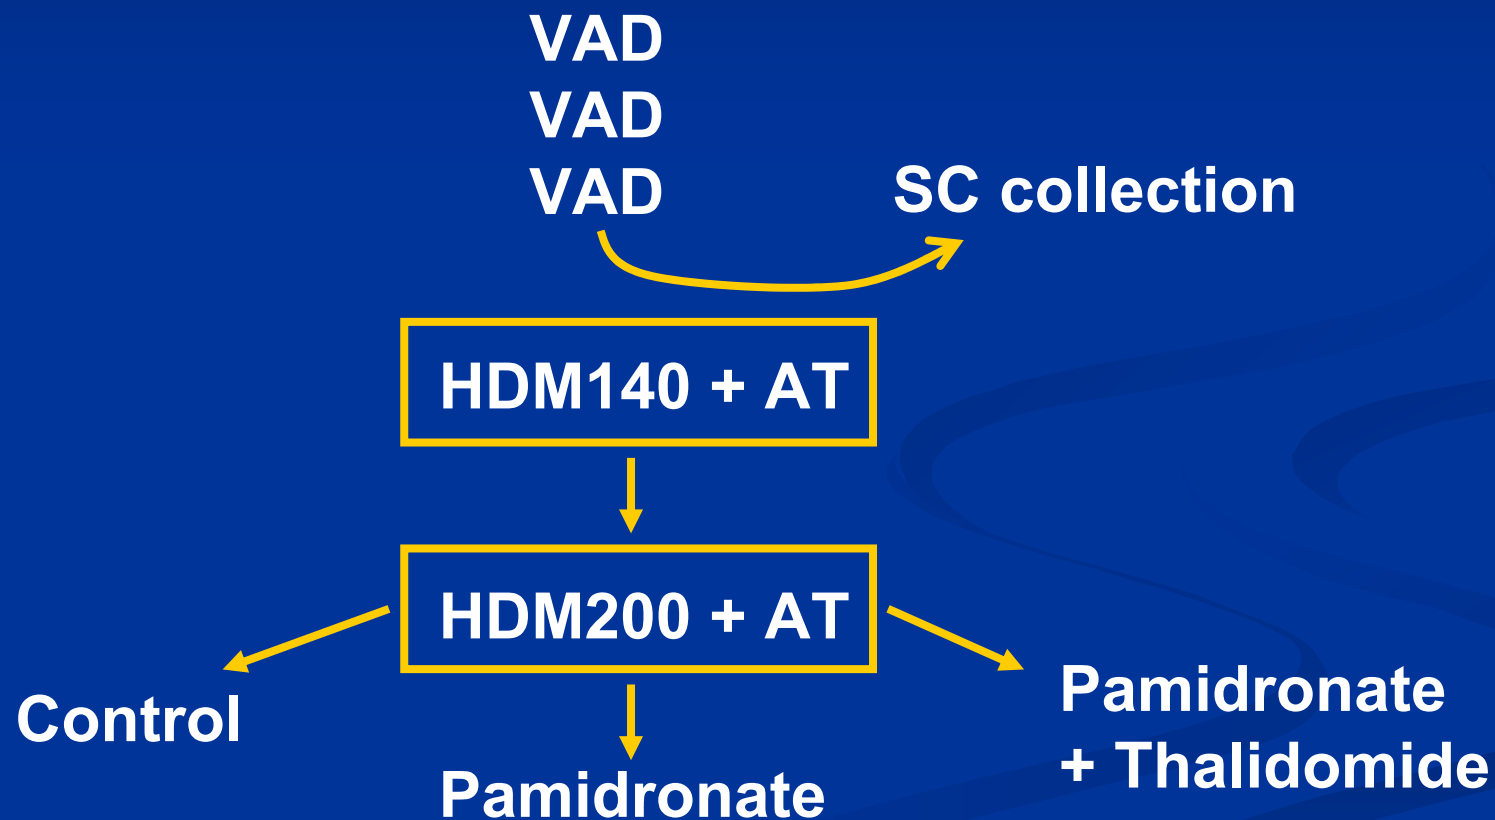 VAD
VAD
VAD
SC collection
HDM140 + AT
HDM200 + AT
Control
Pamidronate
Pamidronate
+ Thalidomide